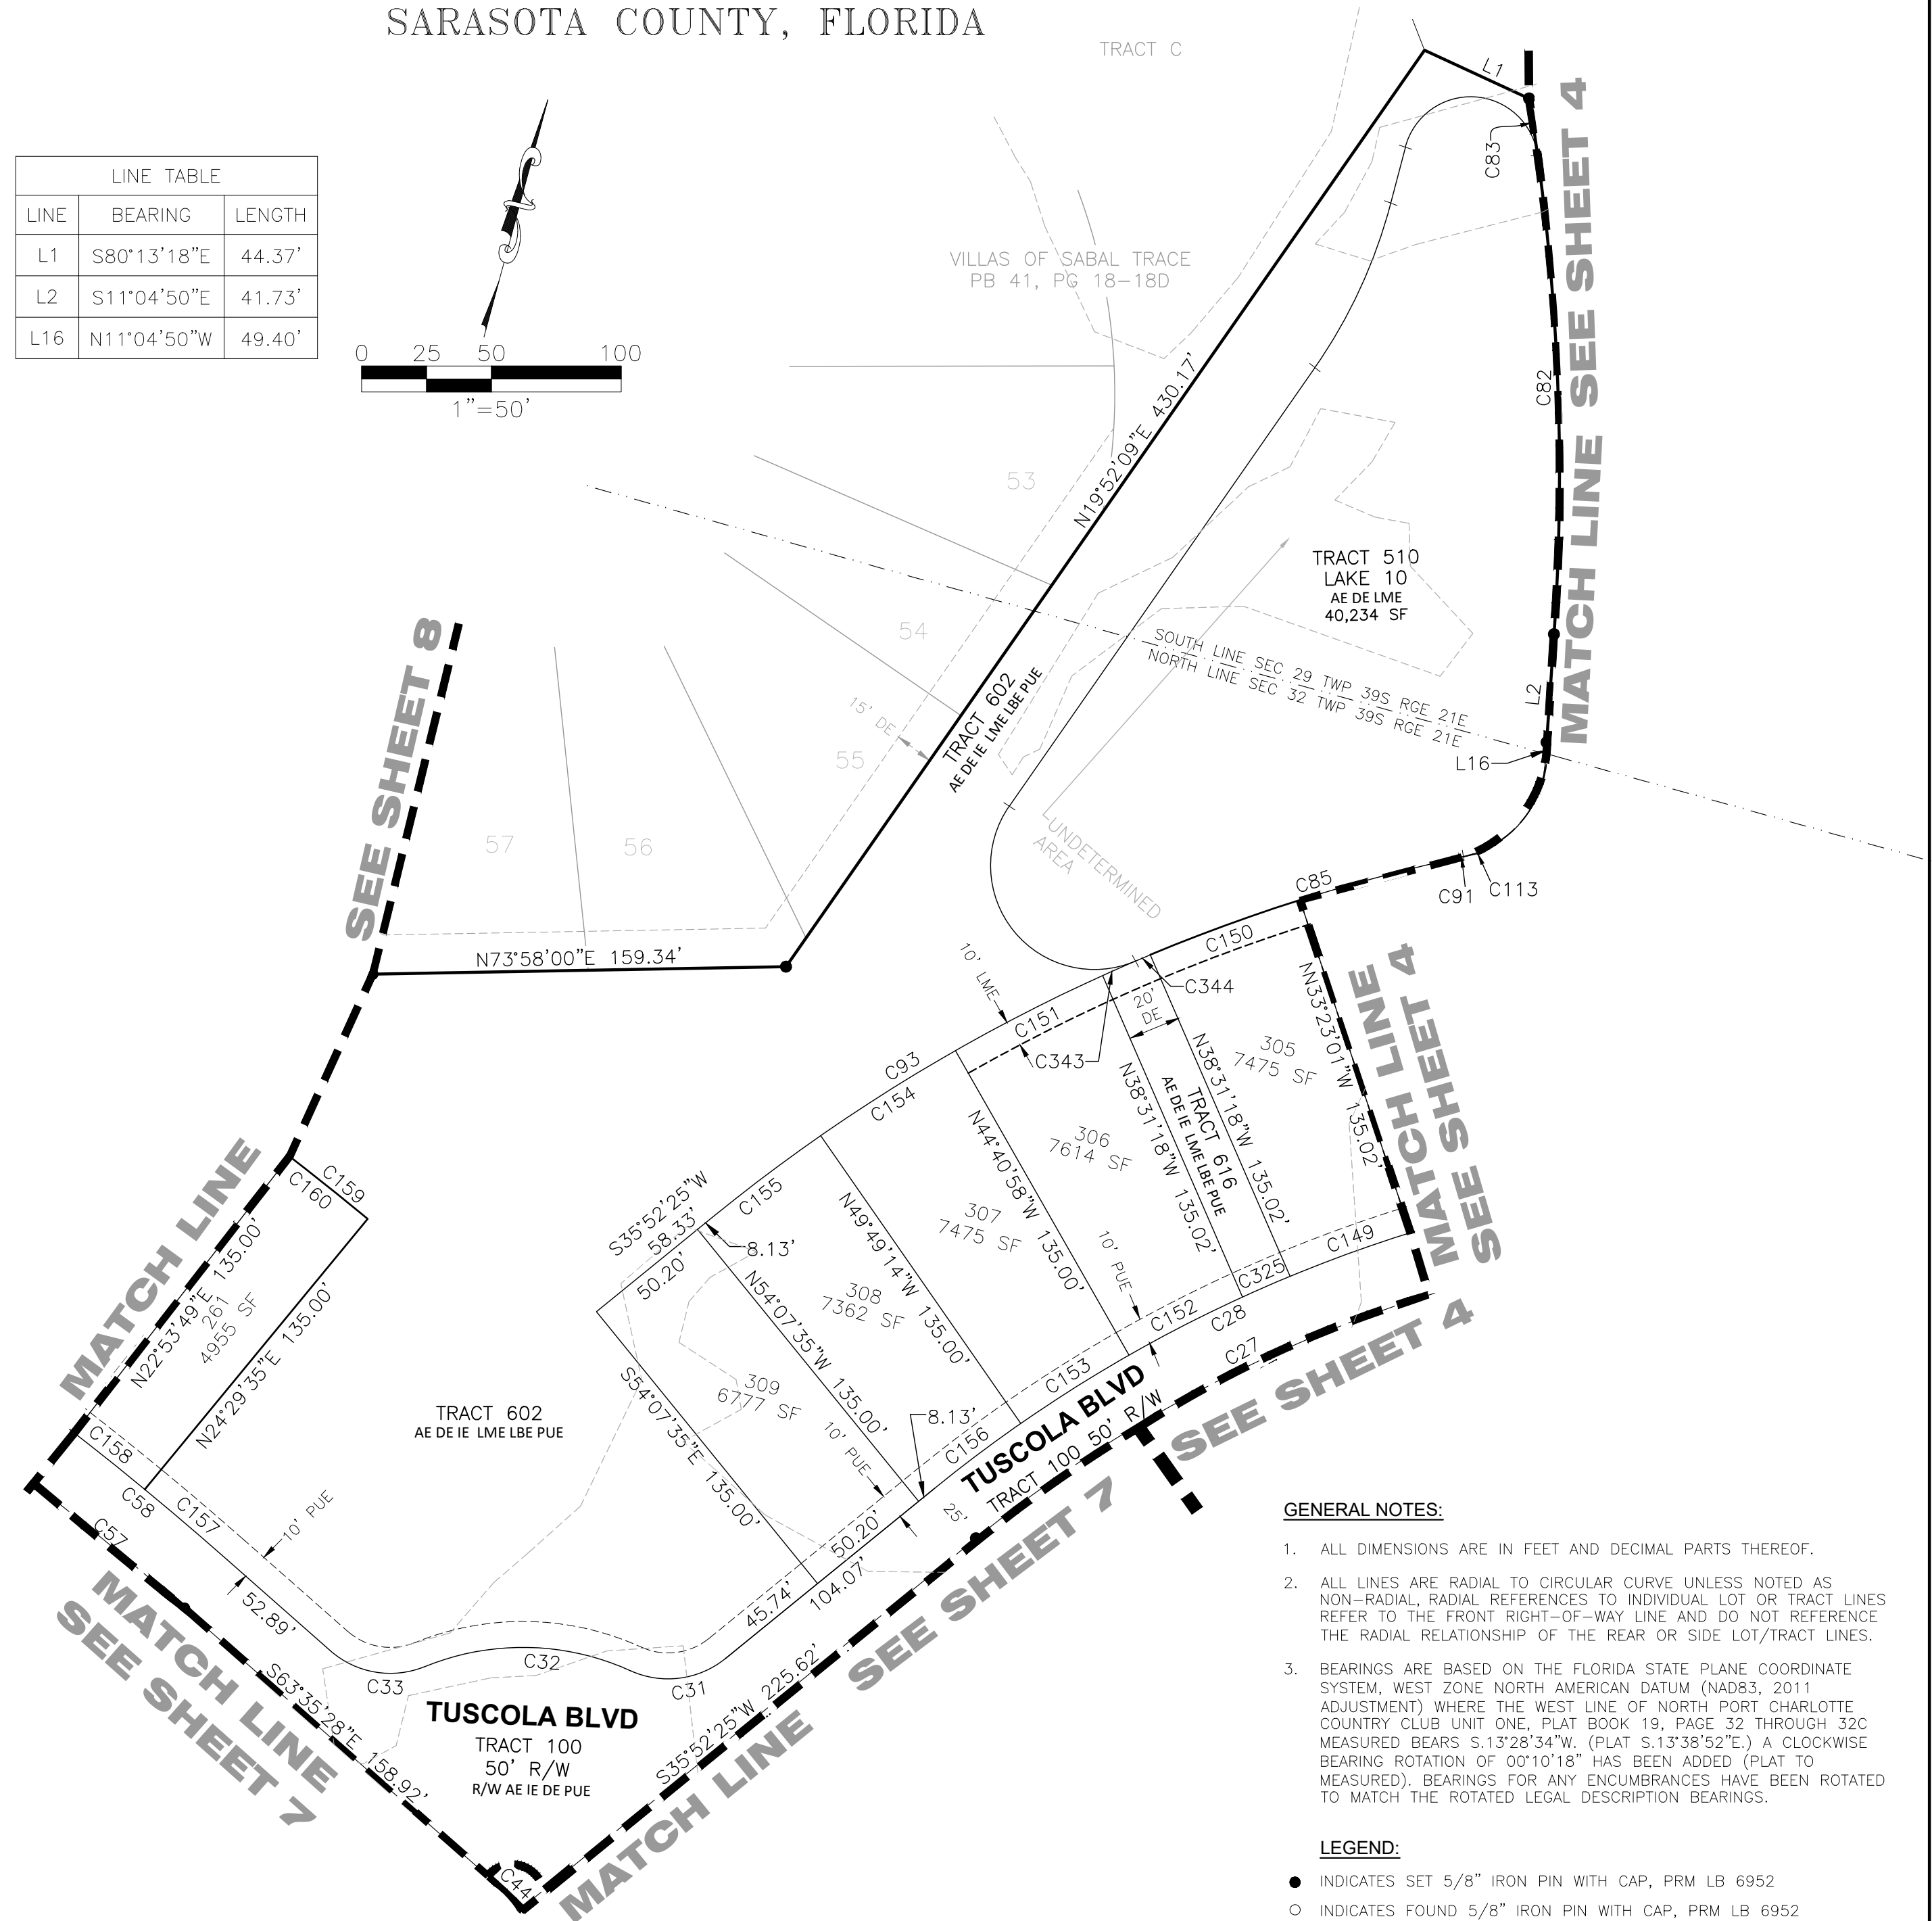 SARASOTA COUNTY, FLORIDA
TRACT C
L1
C83
MATCH LINE SEE SHEET 4
LINE TABLE
LINE BEARING LENGTH
L1 S80°13'18"E 44.37'
L2 S11°04'50"E 41.73'
L16 N11°04'50"W 49.40'
0 25 50 100
1"=50'
VILLAS OF SABAL TRACE
PB 41, PG 18-18D
N19°52'09"E 430.17'
C82
53
TRACT 510
LAKE 10
AE DE LME
40,234 SF
54
SOUTH LINE SEC 29 TWP 39S RGE 21E
NORTH LINE SEC 32 TWP 39S RGE 21E
L2
L16
SEE SHEET 8
15' DE
TRACT 602
AE DE IE LME LBE PUE
55
56
57
UNDETERMINED
AREA
C85
C91
C113
N73°58'00"E 159.34'
10' LME
C150
C344
20'
DE
C151
C343
C93
C154
305
7475 SF
NN33°23'01"W 135.02'
MATCH LINE
SEE SHEET 4
N38°31'18"W 135.02'
TRACT 616
AE DE IE LME LBE PUE
N38°31'18"W 135.02'
306
7614 SF
N44°40'58"W 135.00'
307
7475 SF
N49°49'14"W 135.00'
C155
S35°52'25"W
58.33'
8.13'
50.20'
308
7362 SF
N54°07'35"W 135.00'
309
6777 SF
S54°07'35"E 135.00'
10' PUE
10' PUE
8.13'
C149
C325
C152
C28
C27
C153
C156
SEE SHEET 4
TUSCOLA BLVD
TRACT 100 50' R/W
25'
50.20'
104.07'
45.74'
SEE SHEET 7
MATCH LINE
C159
C160
MATCH LINE
N22°53'49"E 135.00'
261
4955 SF
N24°29'35"E 135.00'
TRACT 602
AE DE IE LME LBE PUE
C158
C58
C157
C57
10' PUE
52.89'
MATCH LINE
SEE SHEET 7
S63°35'28"E 158.92'
C33
C32
C31
TUSCOLA BLVD
TRACT 100
50' R/W
R/W AE IE DE PUE
S35°52'25"W 225.62'
C44
GENERAL NOTES:
1. ALL DIMENSIONS ARE IN FEET AND DECIMAL PARTS THEREOF.
2. ALL LINES ARE RADIAL TO CIRCULAR CURVE UNLESS NOTED AS
NON-RADIAL, RADIAL REFERENCES TO INDIVIDUAL LOT OR TRACT LINES
REFER TO THE FRONT RIGHT-OF-WAY LINE AND DO NOT REFERENCE
THE RADIAL RELATIONSHIP OF THE REAR OR SIDE LOT/TRACT LINES.
3. BEARINGS ARE BASED ON THE FLORIDA STATE PLANE COORDINATE
SYSTEM, WEST ZONE NORTH AMERICAN DATUM (NAD83, 2011
ADJUSTMENT) WHERE THE WEST LINE OF NORTH PORT CHARLOTTE
COUNTRY CLUB UNIT ONE, PLAT BOOK 19, PAGE 32 THROUGH 32C
MEASURED BEARS S.13°28'34"W. (PLAT S.13°38'52"E.) A CLOCKWISE
BEARING ROTATION OF 00°10'18" HAS BEEN ADDED (PLAT TO
MEASURED). BEARINGS FOR ANY ENCUMBRANCES HAVE BEEN ROTATED
TO MATCH THE ROTATED LEGAL DESCRIPTION BEARINGS.
LEGEND:
INDICATES SET 5/8" IRON PIN WITH CAP, PRM LB 6952
INDICATES FOUND 5/8" IRON PIN WITH CAP, PRM LB 6952